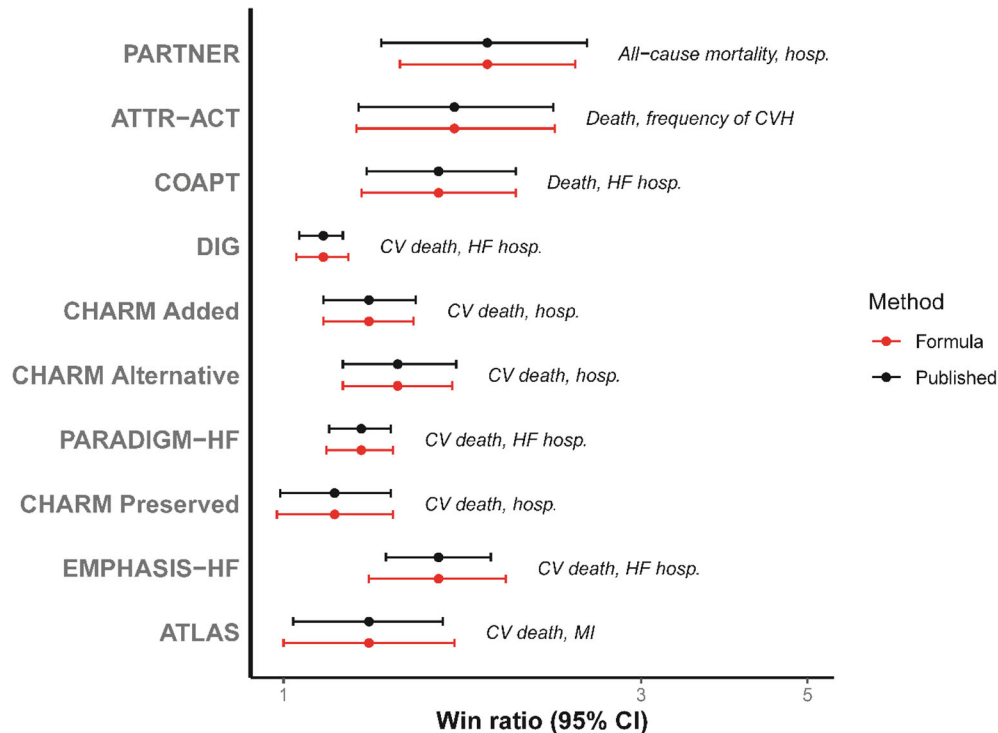 PARTNER
All−cause mortality, hosp.
ATTR−ACT
Death, frequency of CVH
COAPT
Death, HF hosp.
DIG
CV death, HF hosp.
CHARM Added
CV death, hosp.
CHARM Alternative
CV death, hosp.
PARADIGM−HF
CV death, HF hosp.
CHARM Preserved
CV death, hosp.
EMPHASIS−HF
CV death, HF hosp.
ATLAS
CV death, MI
Method
Formula
Published
1
3
5
Win ratio (95% CI)